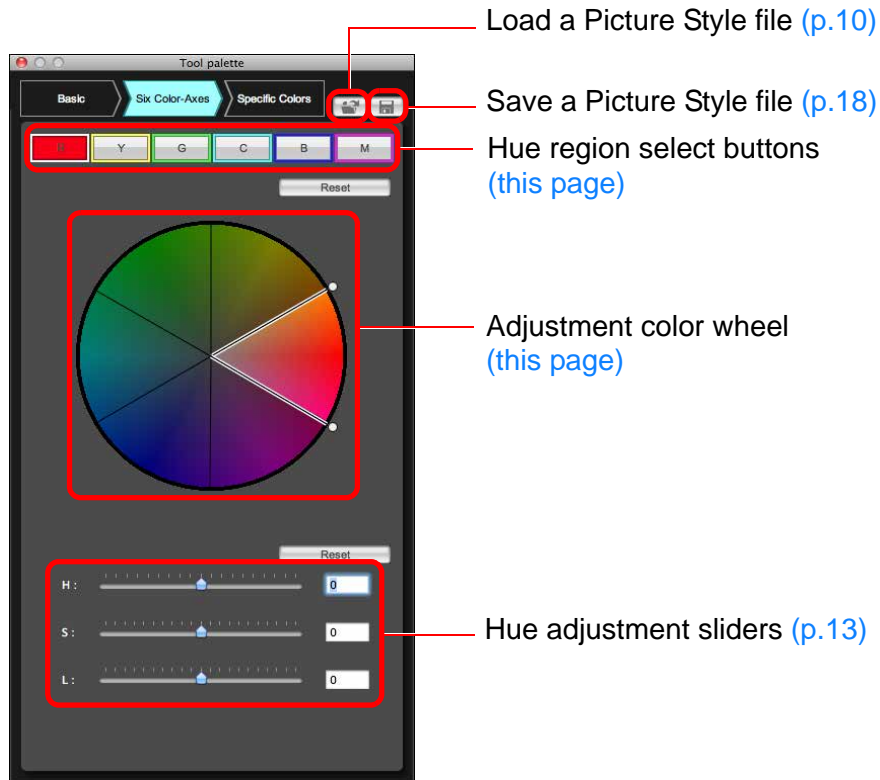 Load a Picture Style file (p.10)
Tool palette
Basic
Six Color-Axes
Specific Colors
Save a Picture Style file (p.18)
R Y G C B M
Hue region select buttons
(this page)
Reset
Adjustment color wheel
(this page)
Reset
H : 0
S : 0
Hue adjustment sliders (p.13)
L : 0